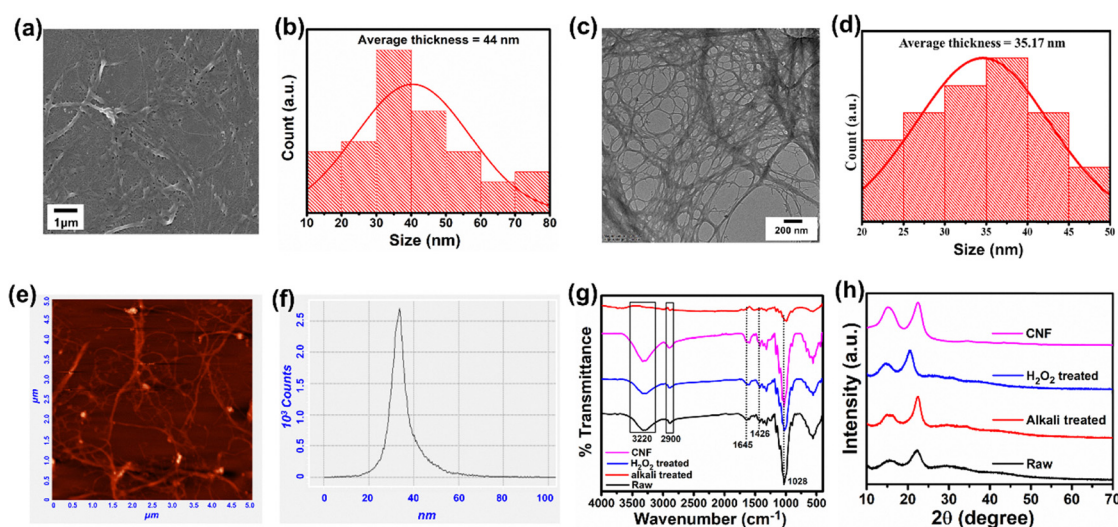 (a)
1μm
(b)
Average thickness = 44 nm
Count (a.u.)
10 20 30 40 50 60 70 80
Size (nm)
(c)
200 nm
(d)
Average thickness = 35.17 nm
Count (a.u.)
20 25 30 35 40 45 50
Size (nm)
(e)
5.0
4.5
4.0
3.5
3.0
2.5
2.0
1.5
1.0
0.5
0.0
μm
0.0 0.5 1.0 1.5 2.0 2.5 3.0 3.5 4.0 4.5 5.0
μm
(f)
10³ Counts
2.5
2.0
1.5
1.0
0.5
0.0
0 20 40 60 80 100
nm
(g)
% Transmittance
3220 2900 1645 1426
1028
CNF
H₂O₂ treated
alkali treated
Raw
4000 3500 3000 2500 2000 1500 1000 500
Wavenumber (cm⁻¹)
(h)
Intensity (a.u.)
CNF
H₂O₂ treated
Alkali treated
Raw
10 20 30 40 50 60 70
2θ (degree)